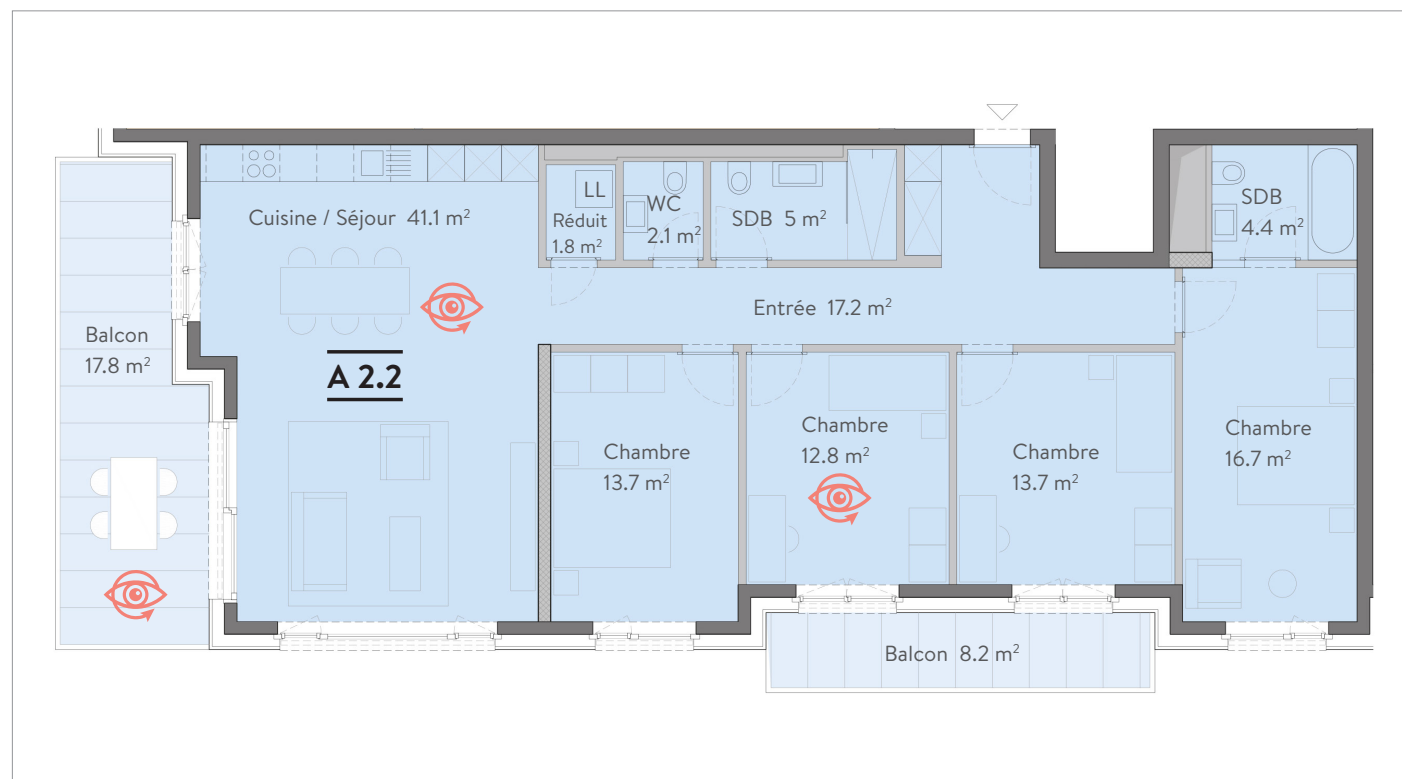 Cuisine / Séjour 41.1 m²
LL
Réduit
1.8 m²
WC
2.1 m²
SDB 5 m²
SDB
4.4 m²
Entrée 17.2 m²
Balcon
17.8 m²
A 2.2
Chambre
13.7 m²
Chambre
12.8 m²
Chambre
13.7 m²
Chambre
16.7 m²
Balcon 8.2 m²